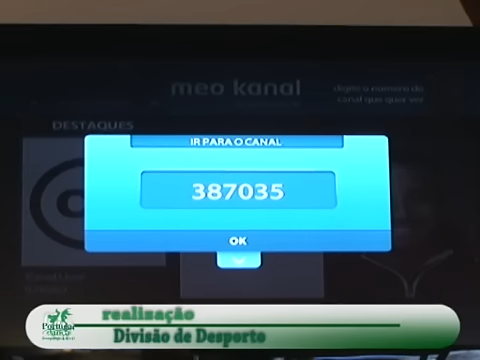 meo kanal
digite o número do
canal que quer ver
DESTAQUES
IR PARA O CANAL
387035
OK
realização
Divisão de Desporto